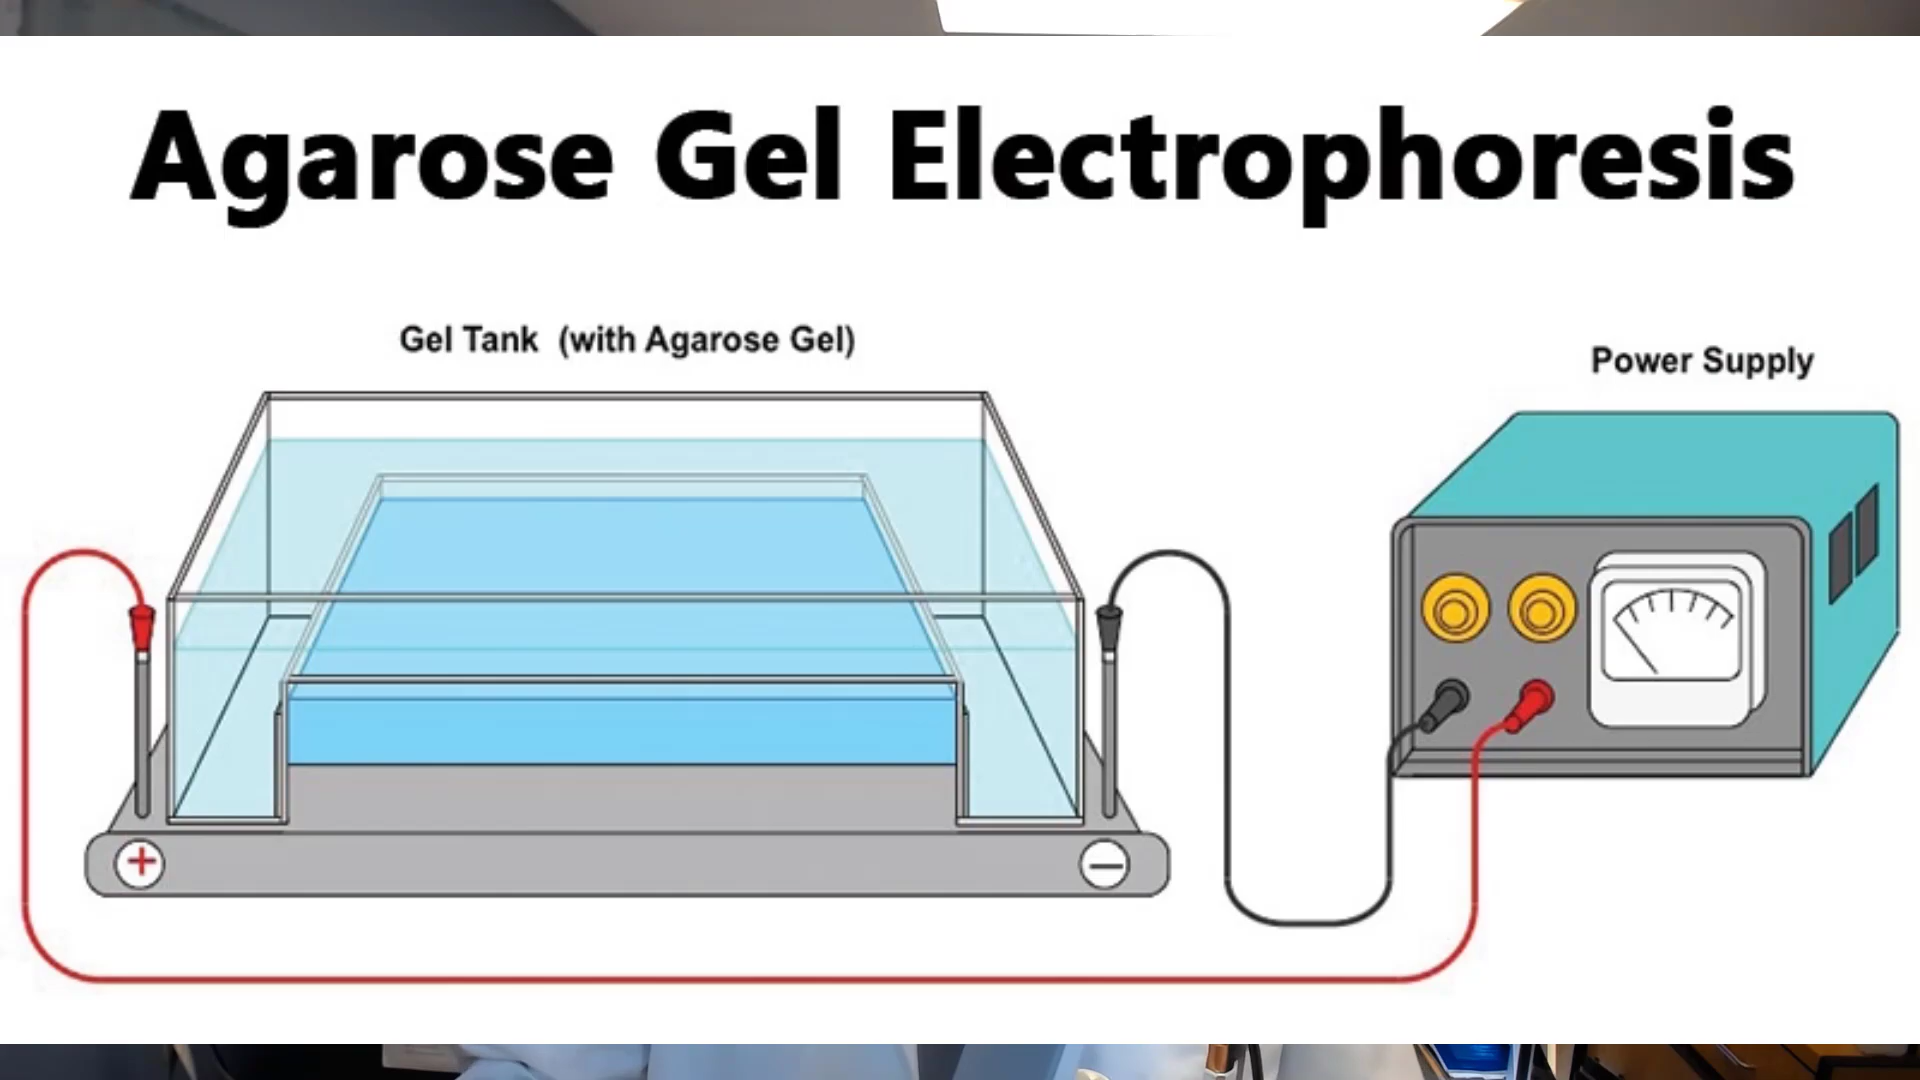 Agarose Gel Electrophoresis
Gel Tank (with Agarose Gel)
Power Supply
+
−